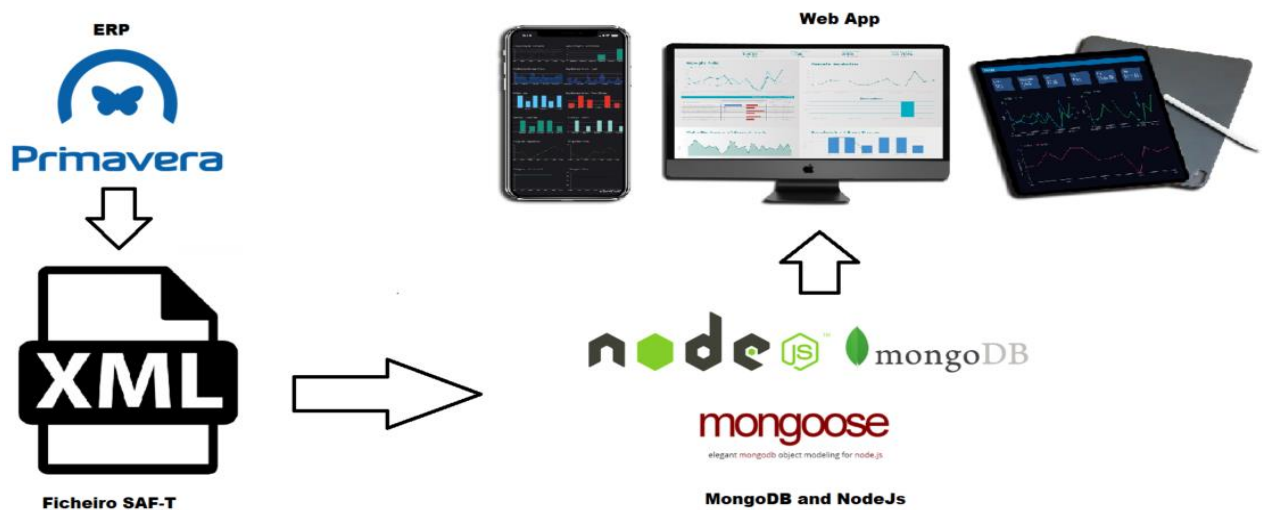 ERP
Primavera
XML
Ficheiro SAF-T
Web App
node
JS
mongoDB
mongoose
elegant mongodb object modeling for node.js
MongoDB and NodeJs